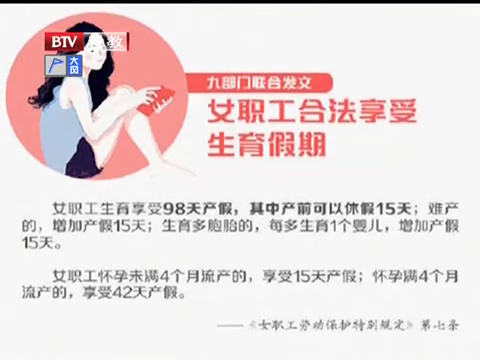 BTV 科教
大风
九部门联合发文
女职工合法享受
生育假期
女职工生育享受98天产假，其中产前可以休假15天；难产
的，增加产假15天；生育多胞胎的，每多生育1个婴儿，增加产假
15天。
女职工怀孕未满4个月流产的，享受15天产假；怀孕满4个月
流产的，享受42天产假。
——《女职工劳动保护特别规定》第七条